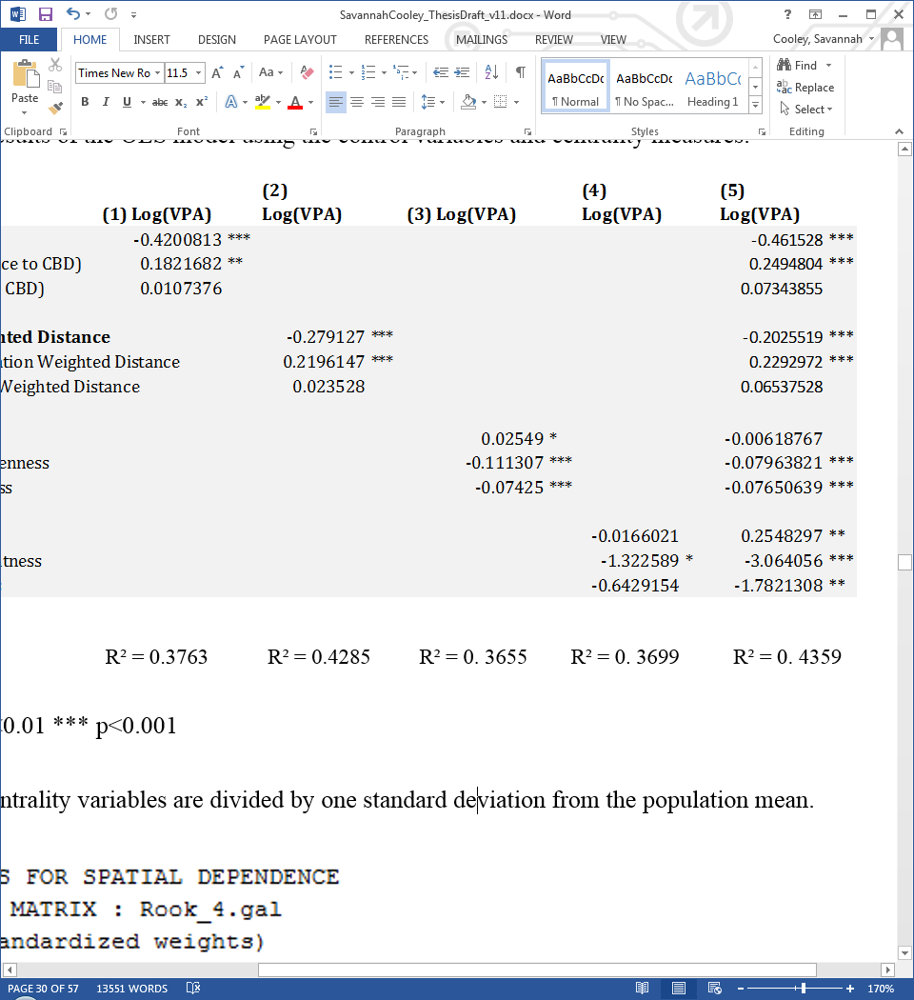 SavannahCooley_ThesisDraft_v11.docx - Word
FILE HOME INSERT DESIGN PAGE LAYOUT REFERENCES MAILINGS REVIEW VIEW Cooley, Savannah
Times New Ro 11.5 A A Aa
Paste B I U abc x₂ x² A ab A
AaBbCcDc AaBbCcDc AaBbCc
¶ Normal ¶ No Spac... Heading 1
Find
Replace
Select
Clipboard Font Paragraph Styles Editing
esults of the OLS model using the control variables and centrality measures.
(1) Log(VPA) (2) Log(VPA) (3) Log(VPA) (4) Log(VPA) (5) Log(VPA)
-0.4200813 *** -0.461528 ***
ce to CBD) 0.1821682 ** 0.2494804 ***
CBD) 0.0107376 0.07343855
nted Distance -0.279127 *** -0.2025519 ***
tion Weighted Distance 0.2196147 *** 0.2292972 ***
Weighted Distance 0.023528 0.06537528
0.02549 * -0.00618767
enness -0.111307 *** -0.07963821 ***
ss -0.07425 *** -0.07650639 ***
-0.0166021 0.2548297 **
tness -1.322589 * -3.064056 ***
-0.6429154 -1.7821308 **
R² = 0.3763 R² = 0.4285 R² = 0. 3655 R² = 0. 3699 R² = 0. 4359
<0.01 *** p<0.001
ntrality variables are divided by one standard deviation from the population mean.
S FOR SPATIAL DEPENDENCE
MATRIX : Rook_4.gal
andardized weights)
PAGE 30 OF 57 13551 WORDS 170%